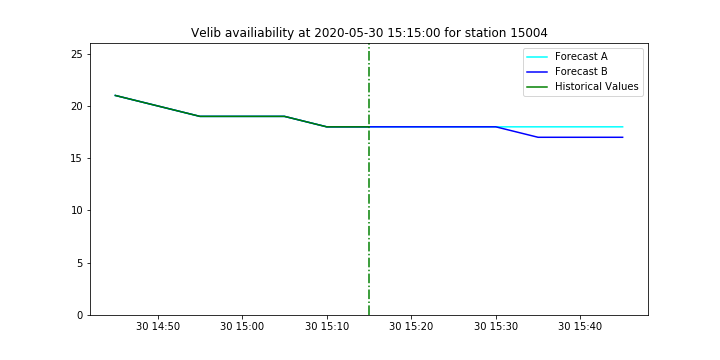 Velib availiability at 2020-05-30 15:15:00 for station 15004
Forecast A
Forecast B
Historical Values
25
20
15
10
5
0
30 14:50 30 15:00 30 15:10 30 15:20 30 15:30 30 15:40